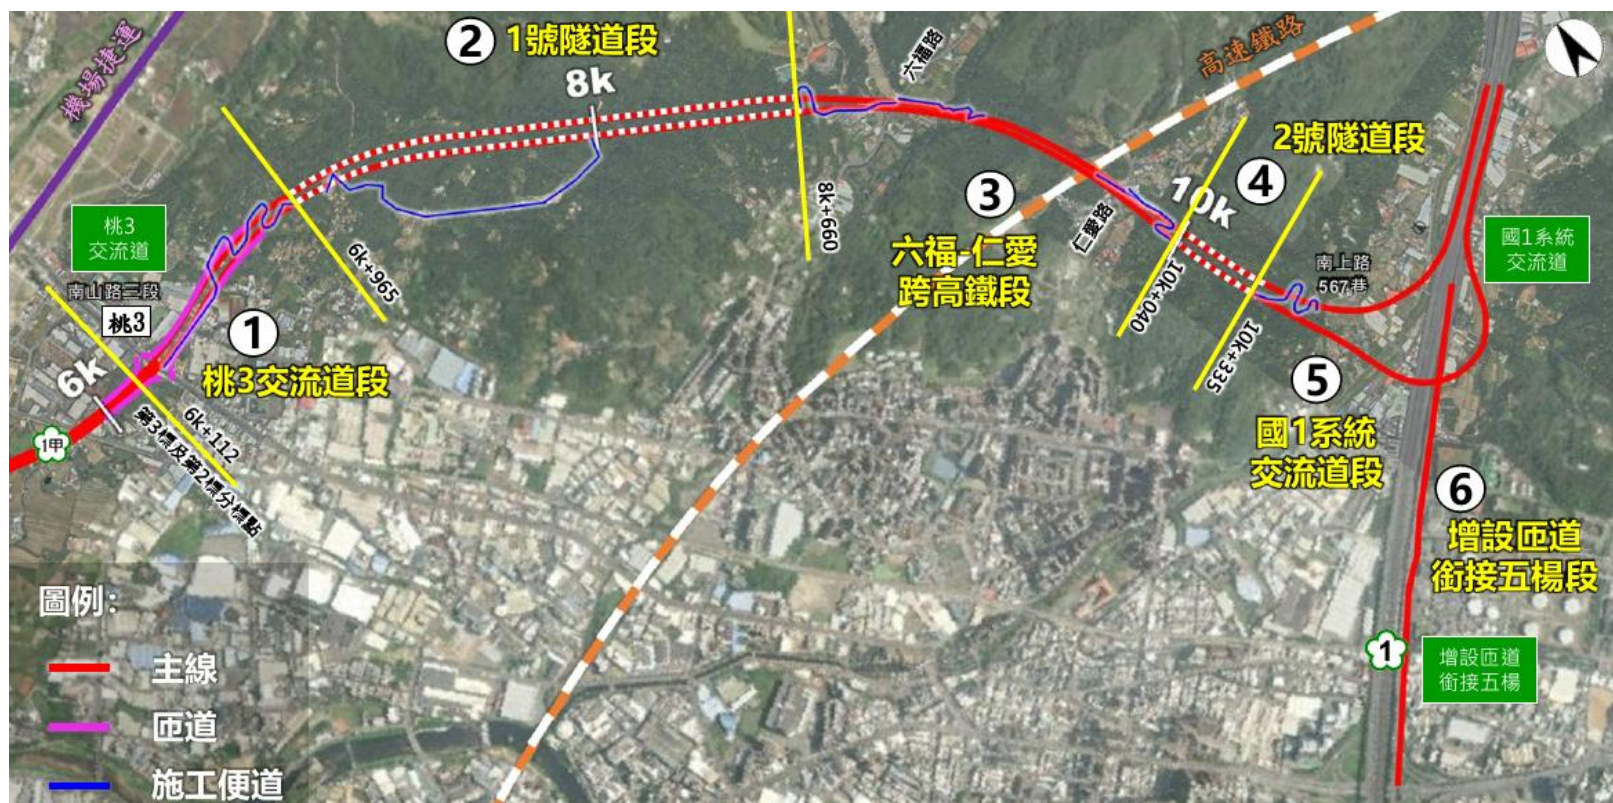 機場捷運
② 1號隧道段
8k
六福路
高速鐵路
桃3
交流道
南山路三段
桃3
6k
1甲
①
桃3交流道段
6k+965
6k+112
第3標及第2標分標點
8k+660
③
六福-仁愛
跨高鐵段
仁愛路
10k
④
2號隧道段
10k+040
10k+335
南上路
567巷
國1系統
交流道
⑤
國1系統
交流道段
⑥
增設匝道
銜接五楊段
1
增設匝道
銜接五楊
圖例：
主線
匝道
施工便道